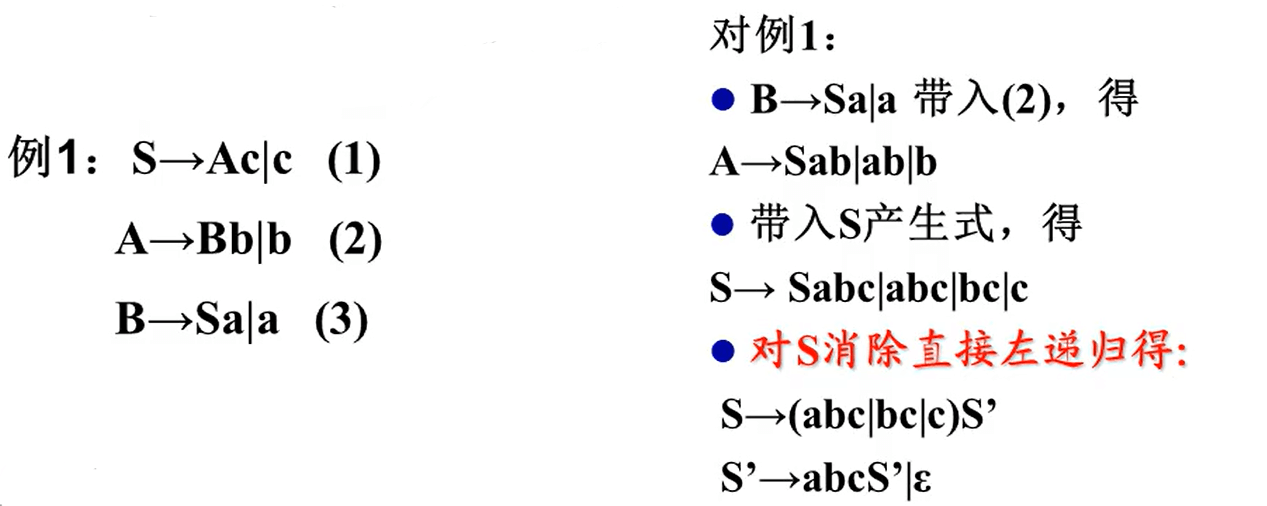 例1：S→Ac|c (1)
A→Bb|b (2)
B→Sa|a (3)
对例1：
● B→Sa|a 带入(2)，得
A→Sab|ab|b
● 带入S产生式，得
S→ Sabc|abc|bc|c
● 对S消除直接左递归得:
S→(abc|bc|c)S’
S’→abcS’|ε